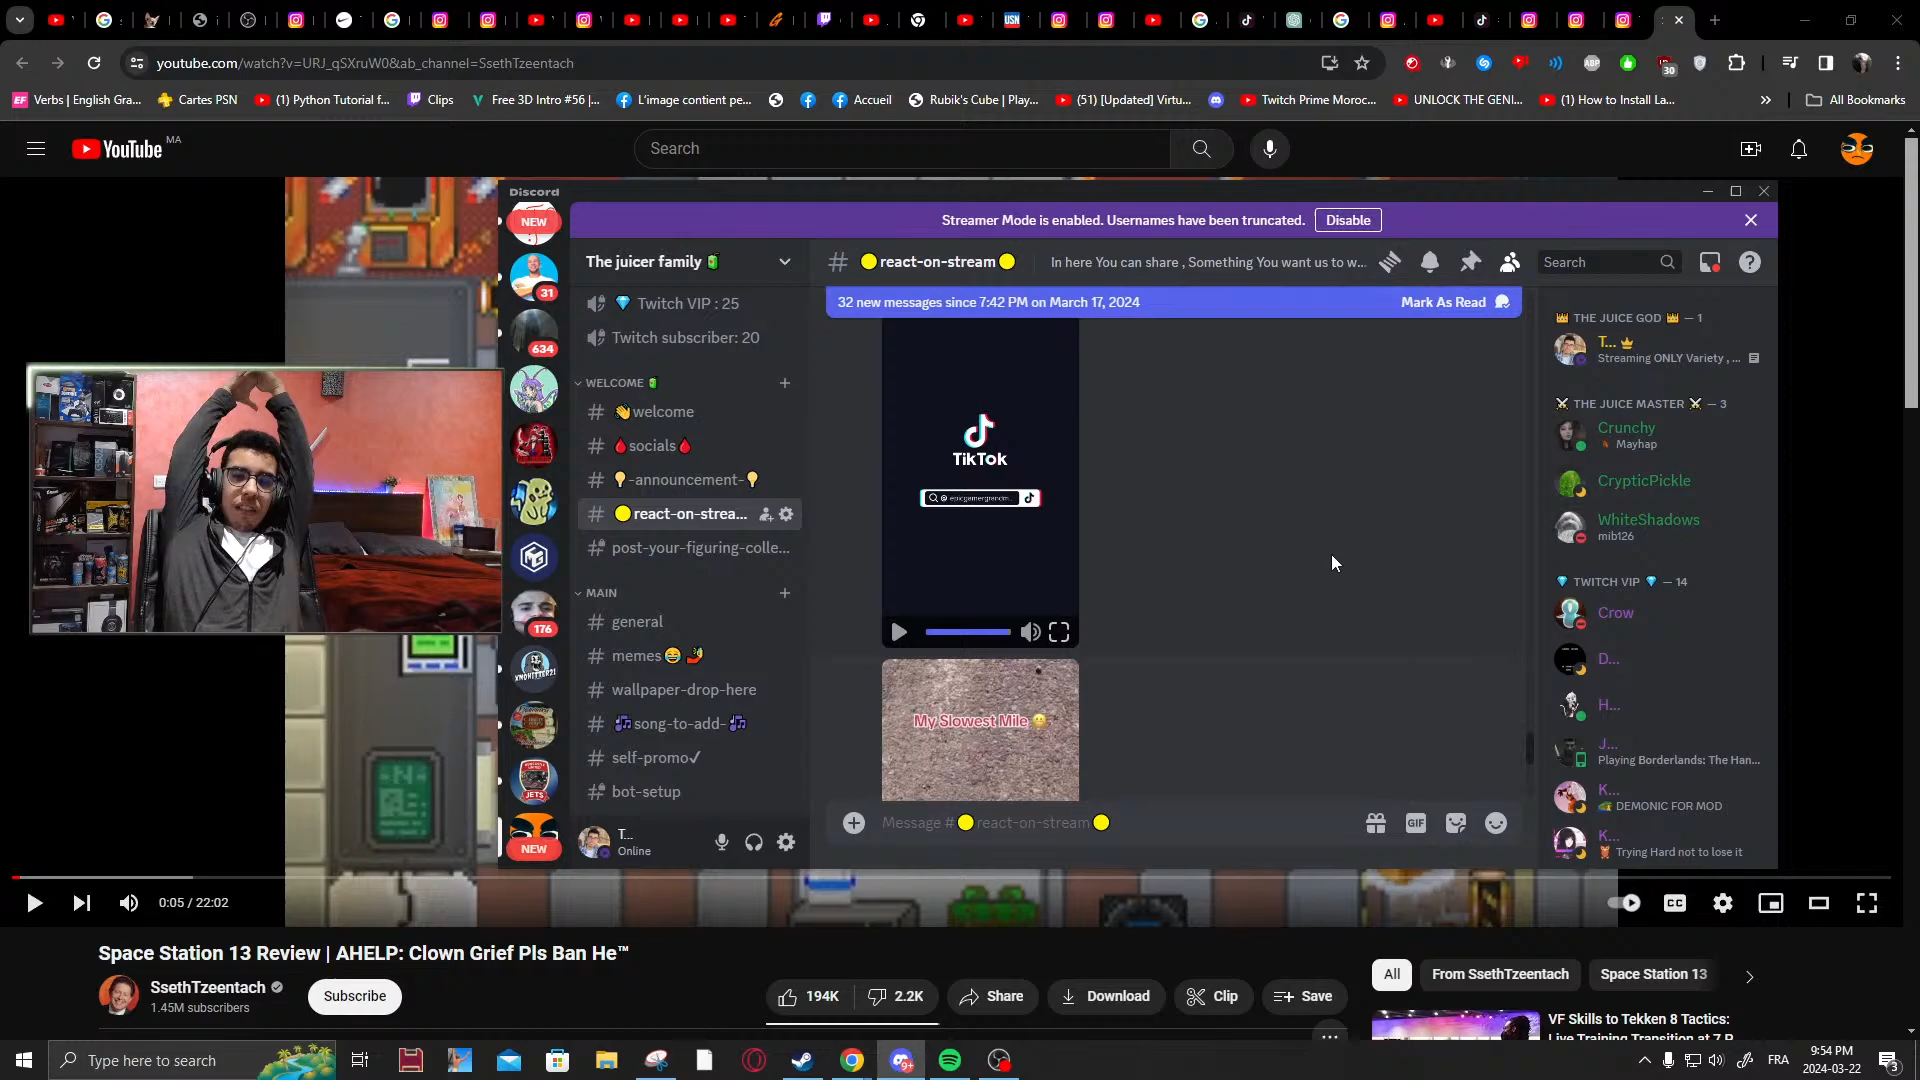 youtube.com/watch?v=URJ_qSXruW0&ab_channel=SsethTzeentach
30
Verbs | English Gra...
Cartes PSN
(1) Python Tutorial f...
Clips
Free 3D Intro #56 |...
L'image contient pe...
Accueil
Rubik's Cube | Play...
(51) [Updated] Virtu...
Twitch Prime Moroc...
UNLOCK THE GENI...
(1) How to Install La...
All Bookmarks
YouTube MA
Search
Discord
Streamer Mode is enabled. Usernames have been truncated.
Disable
NEW
31
634
176
NEW
The juicer family
Twitch VIP : 25
Twitch subscriber: 20
WELCOME
welcome
socials
-announcement-
react-on-strea...
post-your-figuring-colle...
MAIN
general
memes
wallpaper-drop-here
song-to-add-
self-promo✓
bot-setup
T...
Online
# react-on-stream
In here You can share , Something You want us to w...
Search
32 new messages since 7:42 PM on March 17, 2024
Mark As Read
TikTok
My Slowest Mile
Message # react-on-stream
GIF
THE JUICE GOD — 1
T...
Streaming ONLY Variety , ...
THE JUICE MASTER — 3
Crunchy
Mayhap
CrypticPickle
WhiteShadows
mib126
TWITCH VIP — 14
Crow
D...
H...
J...
Playing Borderlands: The Han...
K...
DEMONIC FOR MOD
K...
Trying Hard not to lose it
0:05 / 22:02
CC
Space Station 13 Review | AHELP: Clown Grief Pls Ban He™
SsethTzeentach
1.45M subscribers
Subscribe
194K
2.2K
Share
Download
Clip
Save
All
From SsethTzeentach
Space Station 13
VF Skills to Tekken 8 Tactics:
Type here to search
FRA
9:54 PM
2024-03-22
3